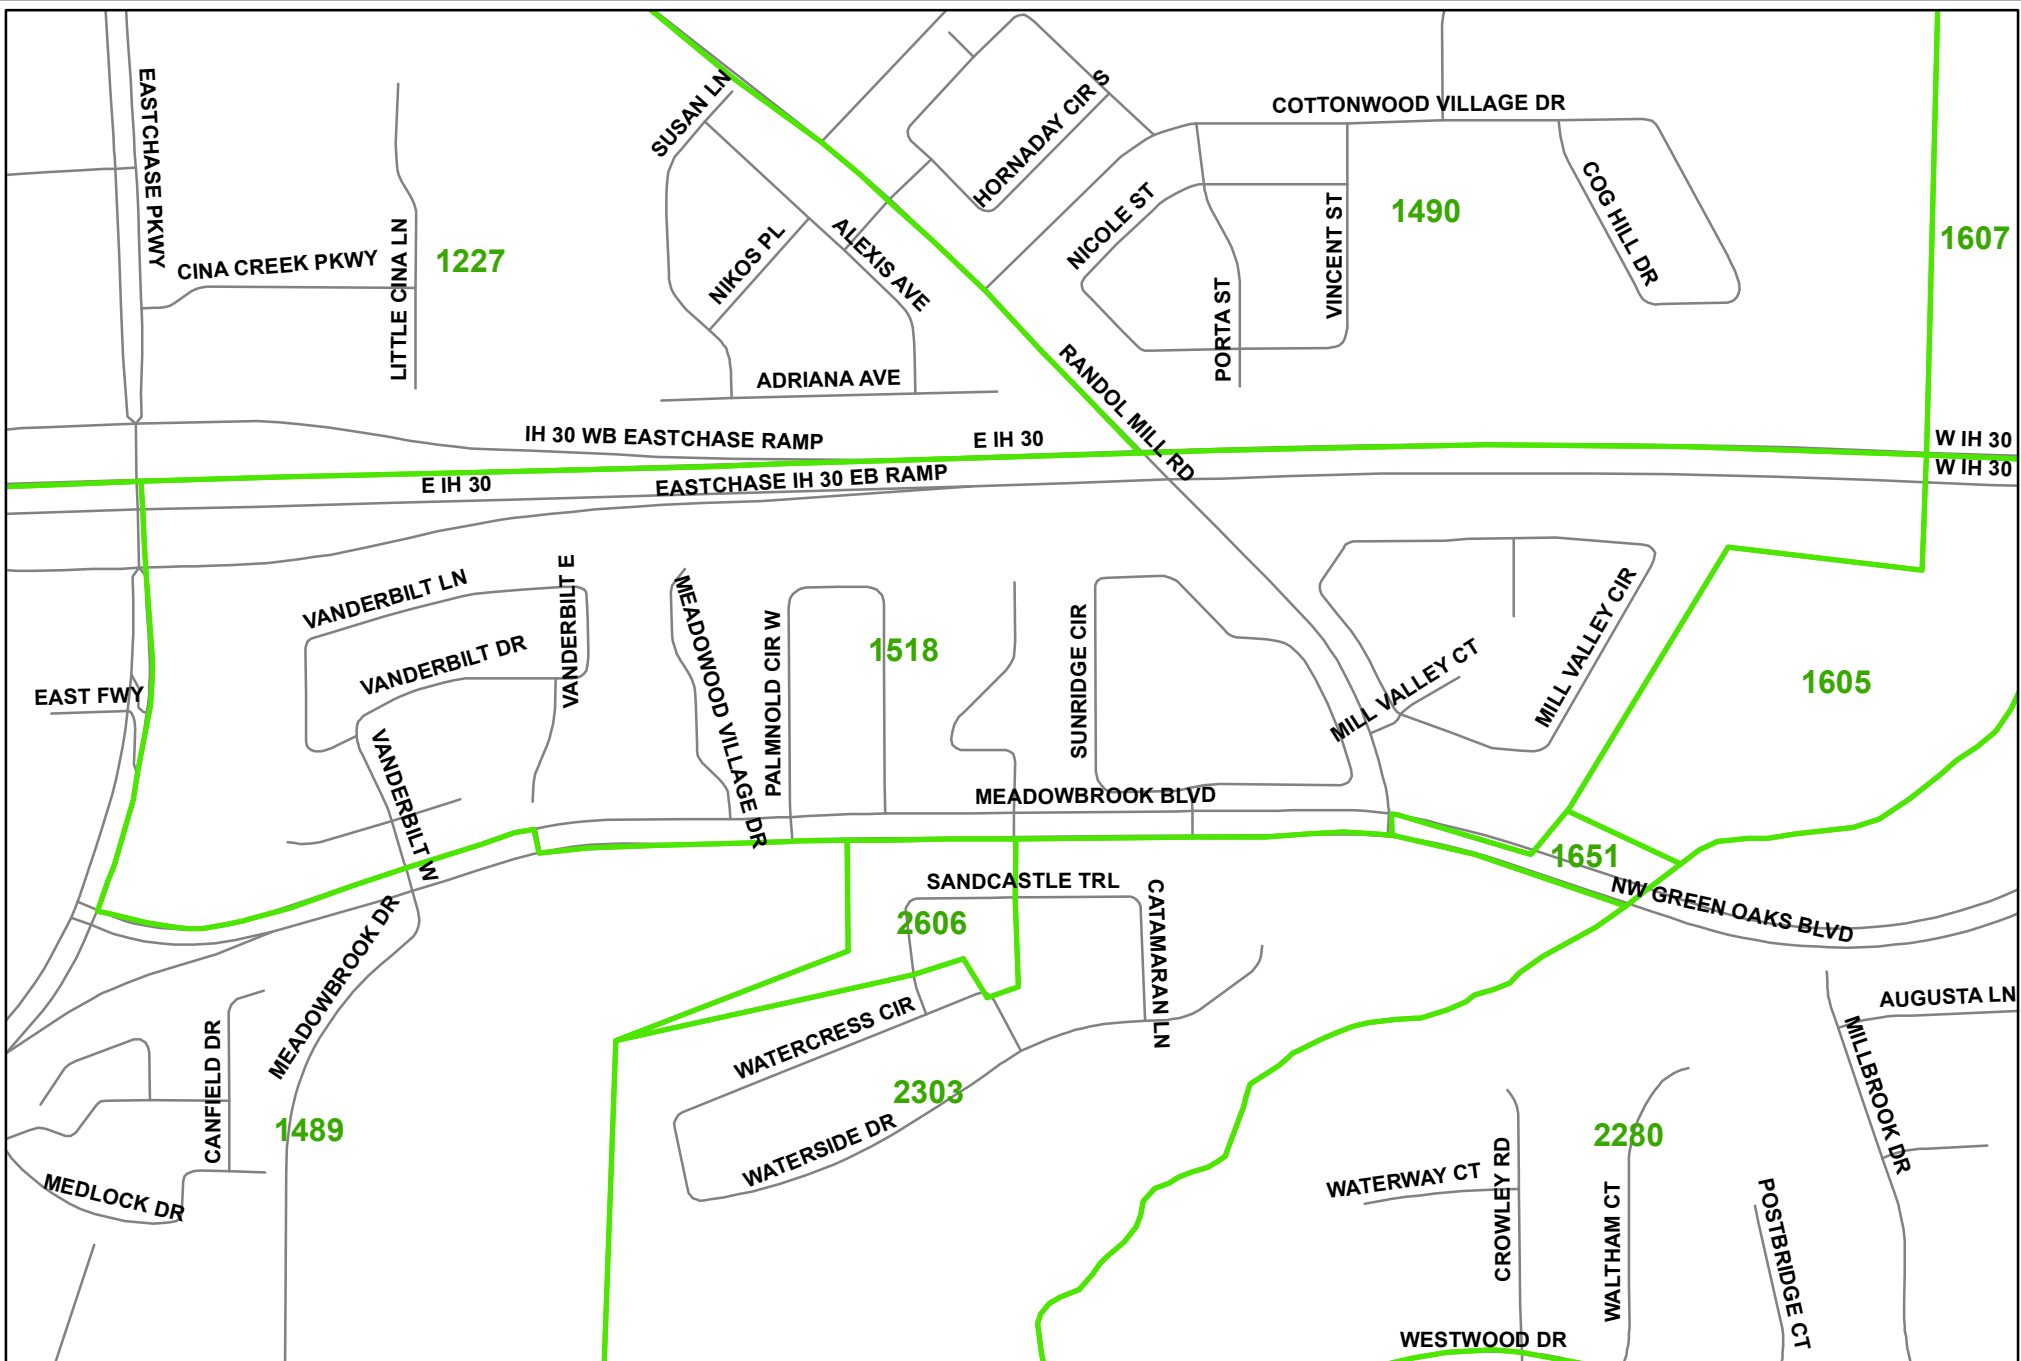 EASTCHASE PKWY
SUSAN LN
HORNADAY CIR S
COTTONWOOD VILLAGE DR
COG HILL DR
1490
1607
NICOLE ST
VINCENT ST
PORTA ST
CINA CREEK PKWY
LITTLE CINA LN
1227
NIKOS PL
ALEXIS AVE
ADRIANA AVE
RANDOL MILL RD
IH 30 WB EASTCHASE RAMP
E IH 30
W IH 30
W IH 30
E IH 30
EASTCHASE IH 30 EB RAMP
VANDERBILT LN
VANDERBILT E
VANDERBILT DR
MEADOWOOD VILLAGE DR
PALMNOLD CIR W
1518
SUNRIDGE CIR
MILL VALLEY CT
MILL VALLEY CIR
1605
EAST FWY
VANDERBILT W
MEADOWBROOK BLVD
1651
NW GREEN OAKS BLVD
SANDCASTLE TRL
2606
CATAMARAN LN
MEADOWBROOK DR
WATERCRESS CIR
AUGUSTA LN
MILLBROOK DR
CANFIELD DR
1489
2303
WATERSIDE DR
2280
MEDLOCK DR
WATERWAY CT
CROWLEY RD
WALTHAM CT
POSTBRIDGE CT
WESTWOOD DR